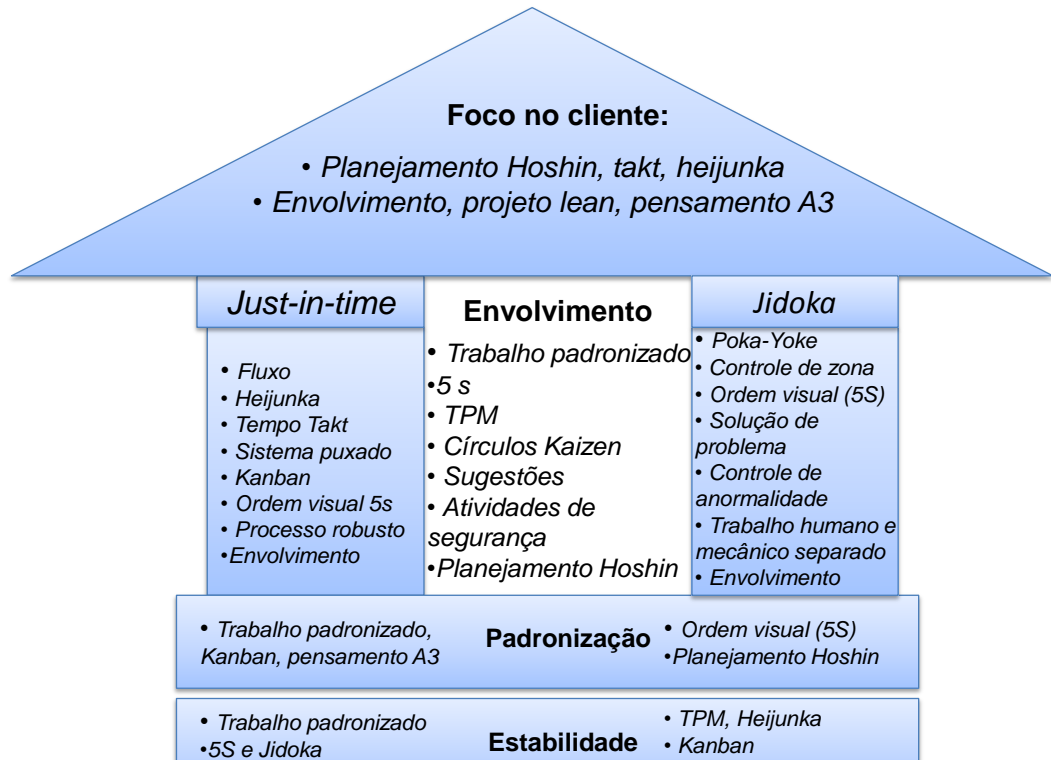 Foco no cliente:
• Planejamento Hoshin, takt, heijunka
• Envolvimento, projeto lean, pensamento A3
Just-in-time
• Fluxo
• Heijunka
• Tempo Takt
• Sistema puxado
• Kanban
• Ordem visual 5s
• Processo robusto
•Envolvimento
Envolvimento
• Trabalho padronizado
•5 s
• TPM
• Círculos Kaizen
• Sugestões
• Atividades de
segurança
•Planejamento Hoshin
Jidoka
• Poka-Yoke
• Controle de zona
• Ordem visual (5S)
• Solução de
problema
• Controle de
anormalidade
• Trabalho humano e
mecânico separado
• Envolvimento
• Trabalho padronizado,
Kanban, pensamento A3
Padronização
• Ordem visual (5S)
•Planejamento Hoshin
• Trabalho padronizado
•5S e Jidoka
Estabilidade
• TPM, Heijunka
• Kanban